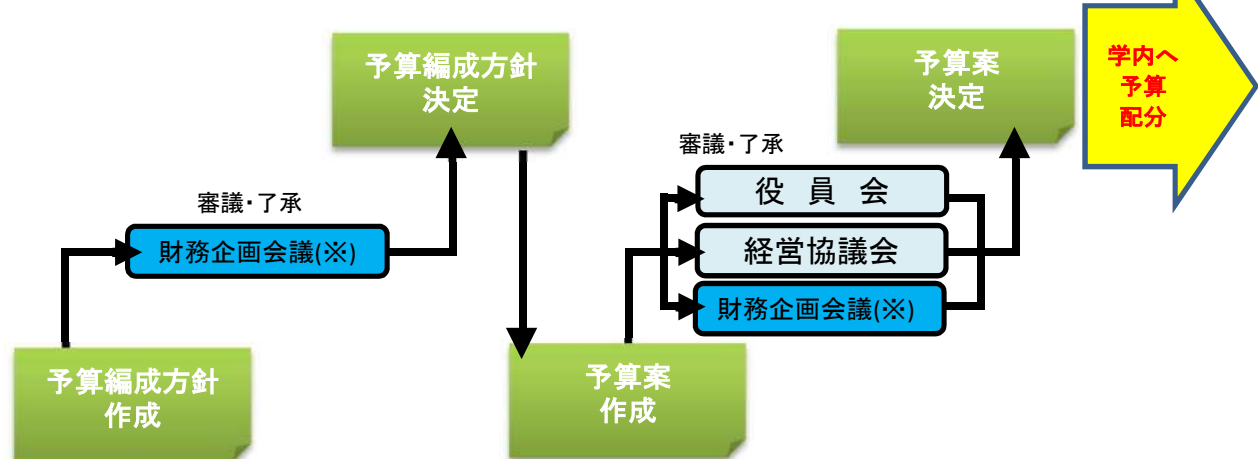 予算編成方針
作成
審議・了承
財務企画会議(※)
予算編成方針
決定
予算案
作成
審議・了承
役 員 会
経営協議会
財務企画会議(※)
予算案
決定
学内へ
予算
配分